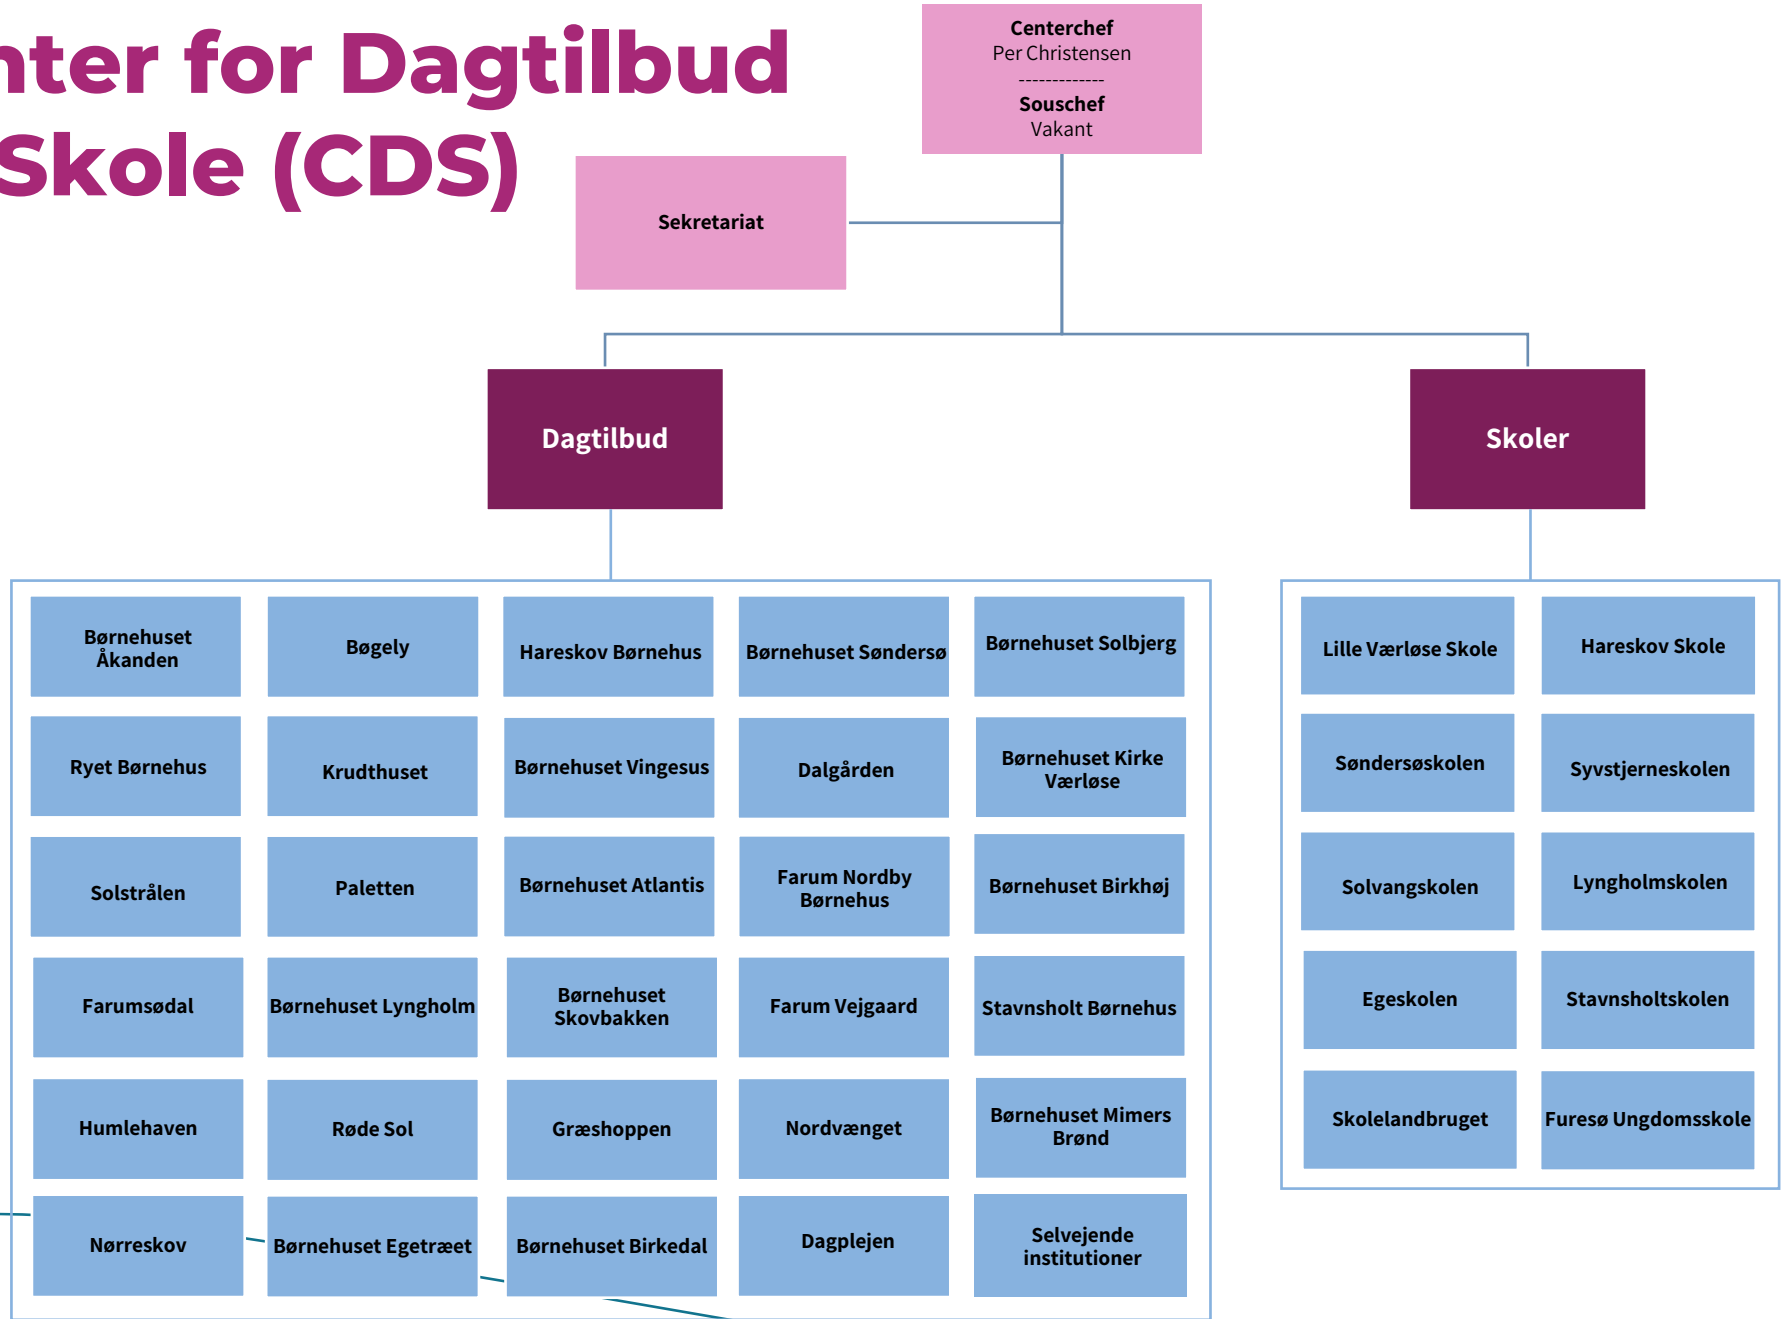 nter for Dagtilbud
Skole (CDS)
Centerchef
Per Christensen
-------------
Souschef
Vakant
Sekretariat
Dagtilbud
Skoler
Børnehuset
Åkanden
Bøgely
Hareskov Børnehus
Børnehuset Søndersø
Børnehuset Solbjerg
Ryet Børnehus
Krudthuset
Børnehuset Vingesus
Dalgården
Børnehuset Kirke
Værløse
Solstrålen
Paletten
Børnehuset Atlantis
Farum Nordby
Børnehus
Børnehuset Birkhøj
Farumsødal
Børnehuset Lyngholm
Børnehuset
Skovbakken
Farum Vejgaard
Stavnsholt Børnehus
Humlehaven
Røde Sol
Græshoppen
Nordvænget
Børnehuset Mimers
Brønd
Nørreskov
Børnehuset Egetræet
Børnehuset Birkedal
Dagplejen
Selvejende
institutioner
Lille Værløse Skole
Hareskov Skole
Søndersøskolen
Syvstjerneskolen
Solvangskolen
Lyngholmskolen
Egeskolen
Stavnsholtskolen
Skolelandbruget
Furesø Ungdomsskole